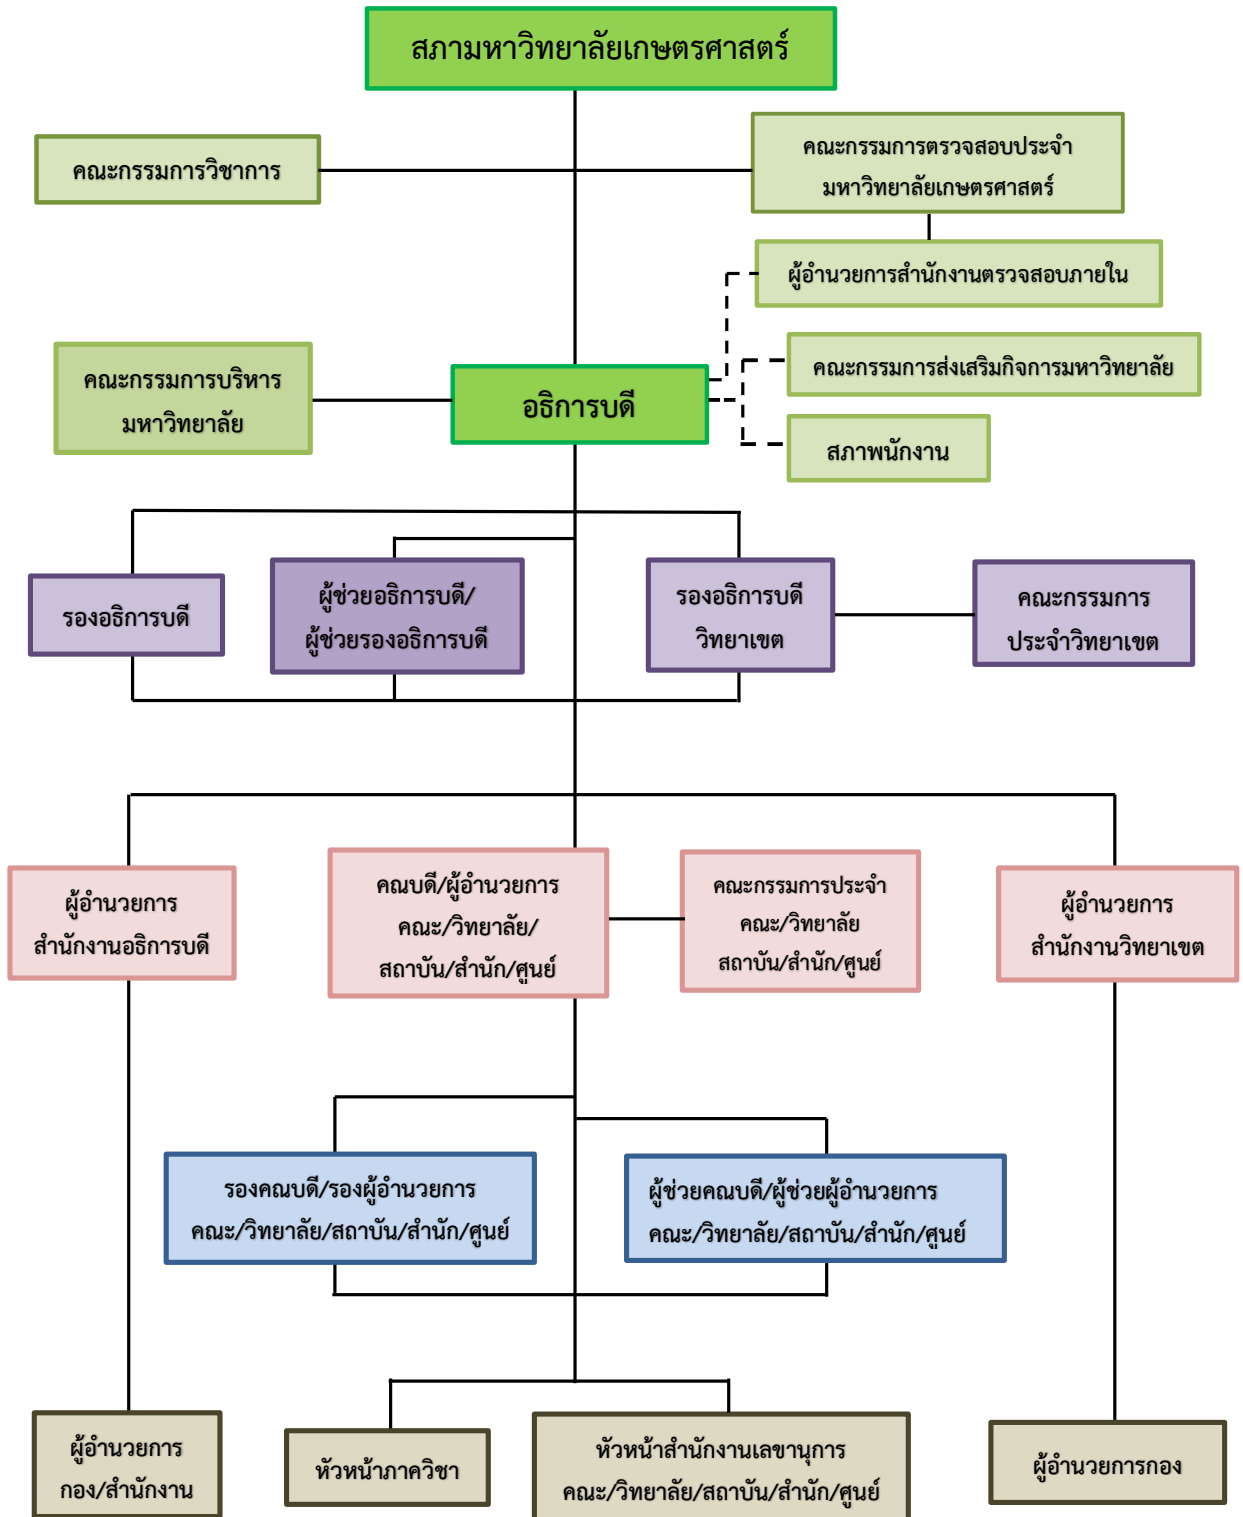 สภามหาวิทยาลัยเกษตรศาสตร์
คณะกรรมการวิชาการ
คณะกรรมการตรวจสอบประจำ
มหาวิทยาลัยเกษตรศาสตร์
ผู้อำนวยการสำนักงานตรวจสอบภายใน
คณะกรรมการบริหาร
มหาวิทยาลัย
อธิการบดี
คณะกรรมการส่งเสริมกิจการมหาวิทยาลัย
สภาพนักงาน
รองอธิการบดี
ผู้ช่วยอธิการบดี/
ผู้ช่วยรองอธิการบดี
รองอธิการบดี
วิทยาเขต
คณะกรรมการ
ประจำวิทยาเขต
ผู้อำนวยการ
สำนักงานอธิการบดี
คณบดี/ผู้อำนวยการ
คณะ/วิทยาลัย/
สถาบัน/สำนัก/ศูนย์
คณะกรรมการประจำ
คณะ/วิทยาลัย
สถาบัน/สำนัก/ศูนย์
ผู้อำนวยการ
สำนักงานวิทยาเขต
รองคณบดี/รองผู้อำนวยการ
คณะ/วิทยาลัย/สถาบัน/สำนัก/ศูนย์
ผู้ช่วยคณบดี/ผู้ช่วยผู้อำนวยการ
คณะ/วิทยาลัย/สถาบัน/สำนัก/ศูนย์
ผู้อำนวยการ
กอง/สำนักงาน
หัวหน้าภาควิชา
หัวหน้าสำนักงานเลขานุการ
คณะ/วิทยาลัย/สถาบัน/สำนัก/ศูนย์
ผู้อำนวยการกอง